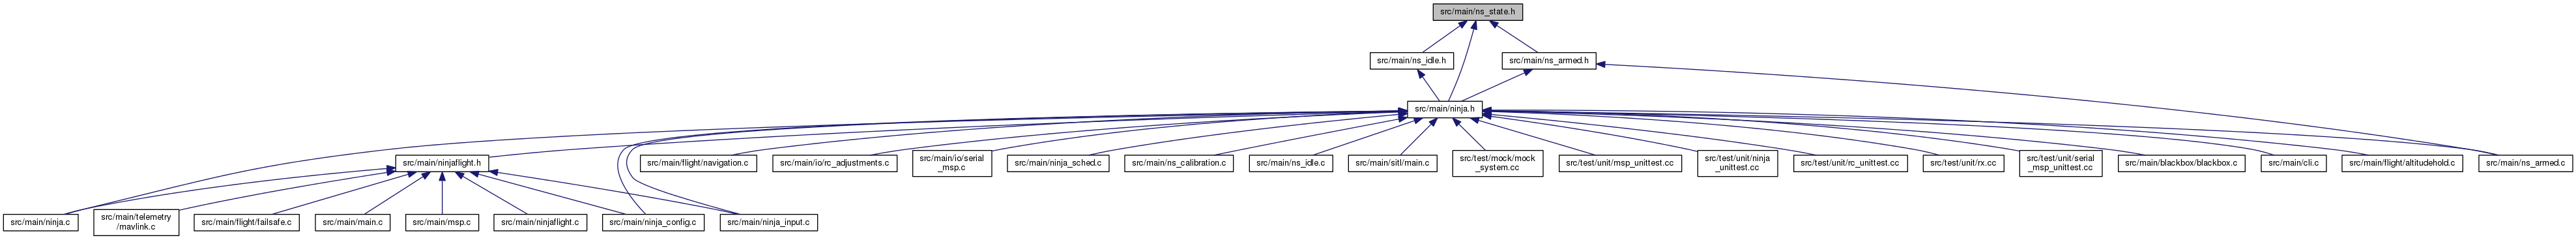 src/main/ns_state.h
src/main/ns_idle.h
src/main/ns_armed.h
src/main/ninja.h
src/main/ninjaflight.h
src/main/flight/navigation.c
src/main/io/rc_adjustments.c
src/main/io/serial
_msp.c
src/main/ninja_sched.c
src/main/ns_calibration.c
src/main/ns_idle.c
src/main/sitl/main.c
src/test/mock/mock
_system.cc
src/test/unit/msp_unittest.cc
src/test/unit/ninja
_unittest.cc
src/test/unit/rc_unittest.cc
src/test/unit/rx.cc
src/test/unit/serial
_msp_unittest.cc
src/main/blackbox/blackbox.c
src/main/cli.c
src/main/flight/altitudehold.c
src/main/ns_armed.c
src/main/ninja.c
src/main/telemetry
/mavlink.c
src/main/flight/failsafe.c
src/main/main.c
src/main/msp.c
src/main/ninjaflight.c
src/main/ninja_config.c
src/main/ninja_input.c